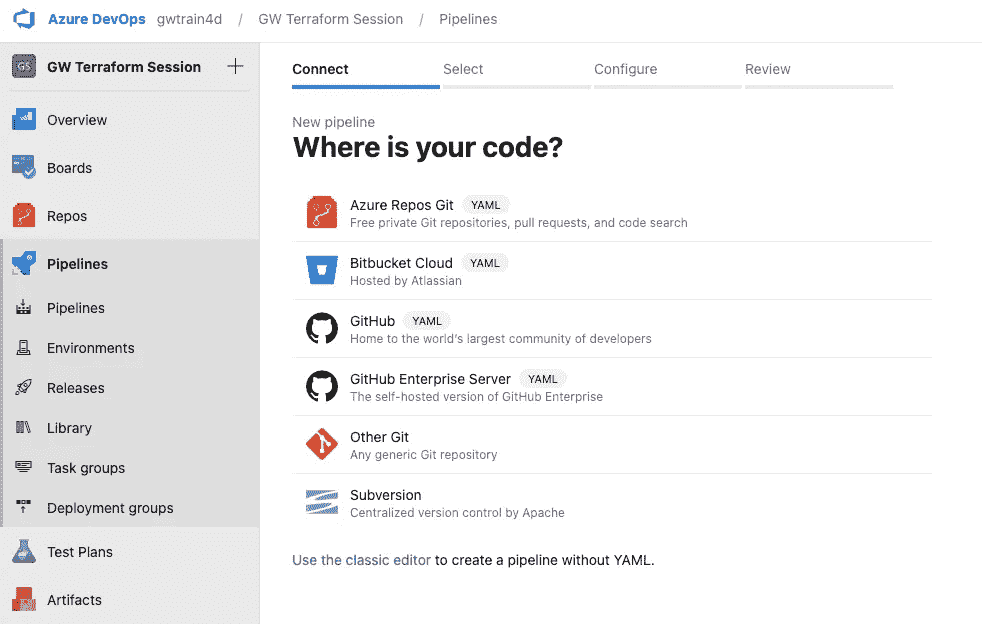 Azure DevOps gwtrain4d / GW Terraform Session / Pipelines
GS GW Terraform Session +
Overview
Boards
Repos
Pipelines
Pipelines
Environments
Releases
Library
Task groups
Deployment groups
Test Plans
Artifacts
Connect Select Configure Review
New pipeline
Where is your code?
Azure Repos Git YAML
Free private Git repositories, pull requests, and code search
Bitbucket Cloud YAML
Hosted by Atlassian
GitHub YAML
Home to the world's largest community of developers
GitHub Enterprise Server YAML
The self-hosted version of GitHub Enterprise
Other Git
Any generic Git repository
Subversion
Centralized version control by Apache
Use the classic editor to create a pipeline without YAML.